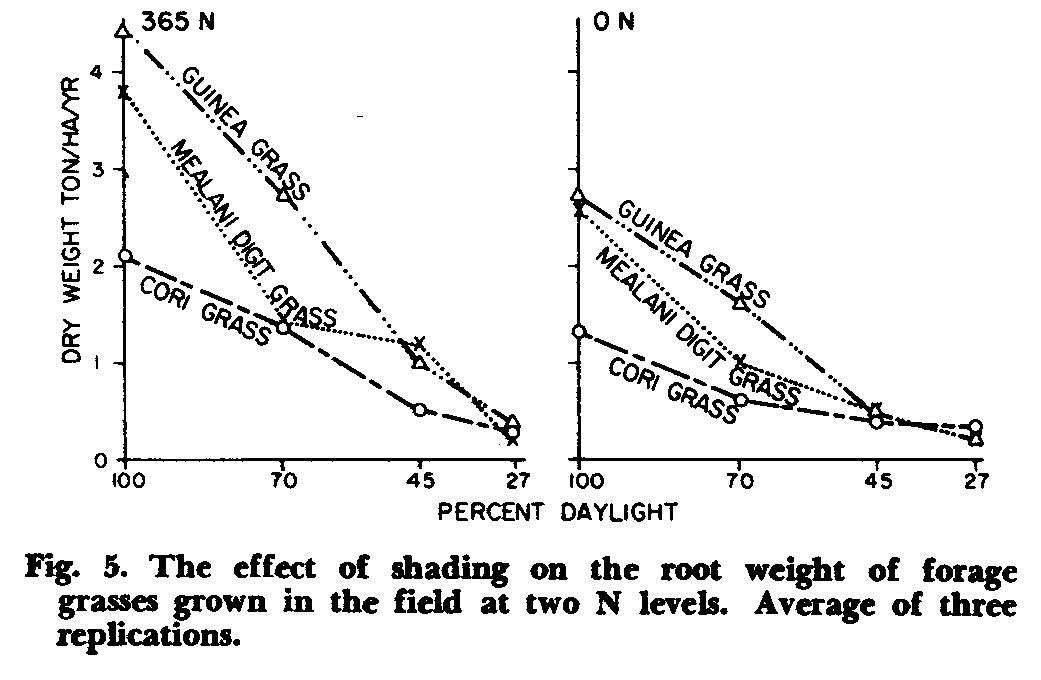 365 N
0 N
GUINEA GRASS
MEALANI DIGIT GRASS
CORI GRASS
GUINEA GRASS
MEALANI DIGIT GRASS
CORI GRASS
DRY WEIGHT TON/HA/YR
4
3
2
1
0
100 70 45 27
100 70 45 27
PERCENT DAYLIGHT
Fig. 5. The effect of shading on the root weight of forage
grasses grown in the field at two N levels. Average of three
replications.